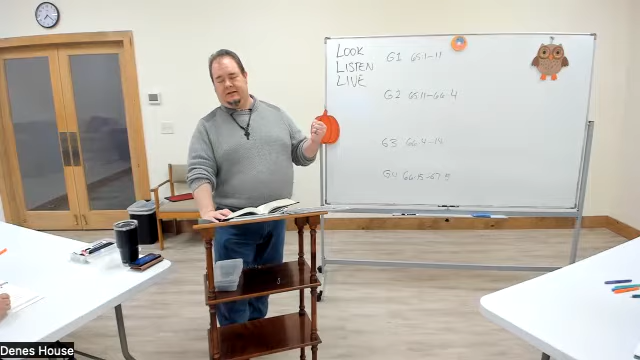 LOOK
LISTEN
LIVE
G1 65:1-11
G2 65:11-66:4
G3 66:4-14
G4 66:15-67:5
Denes House